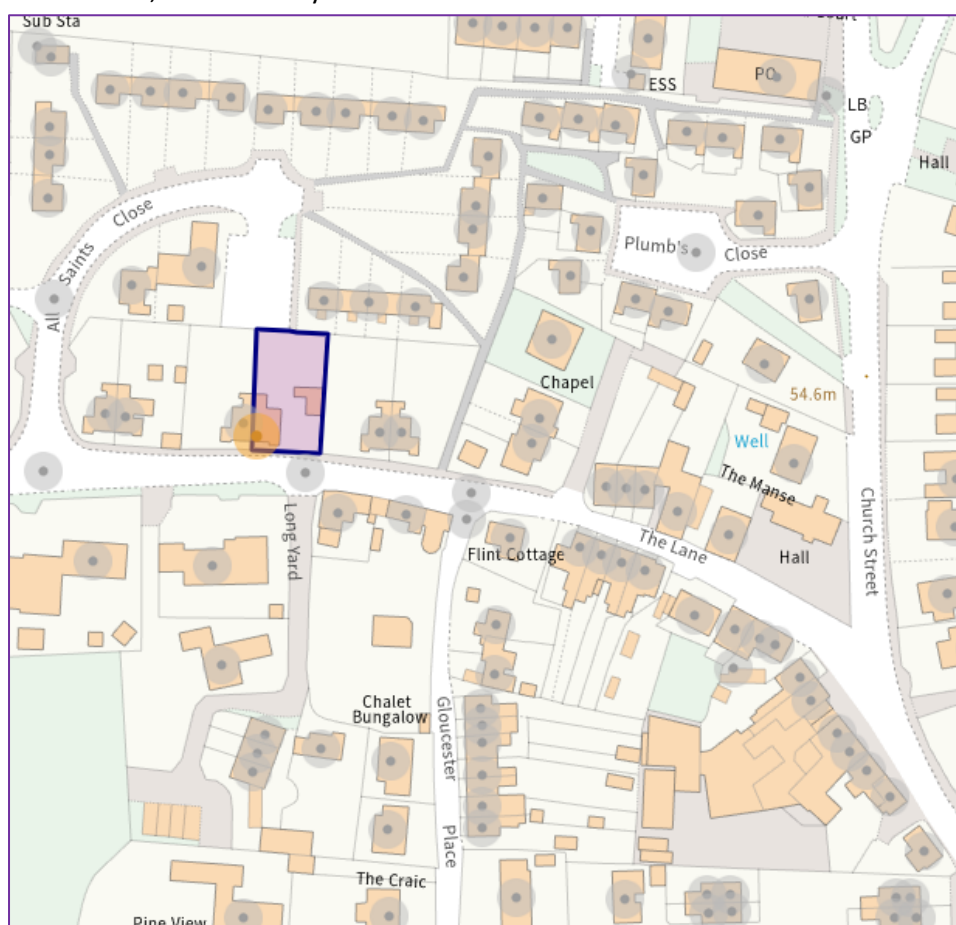 Sub Sta
Court
PO
ESS
LB
GP
Hall
All Saints Close
Plumb's Close
Chapel
54.6m
Well
The Manse
Hall
Church Street
The Lane
Long Yard
Flint Cottage
Chalet
Bungalow
Gloucester Place
The Craic
Pine View